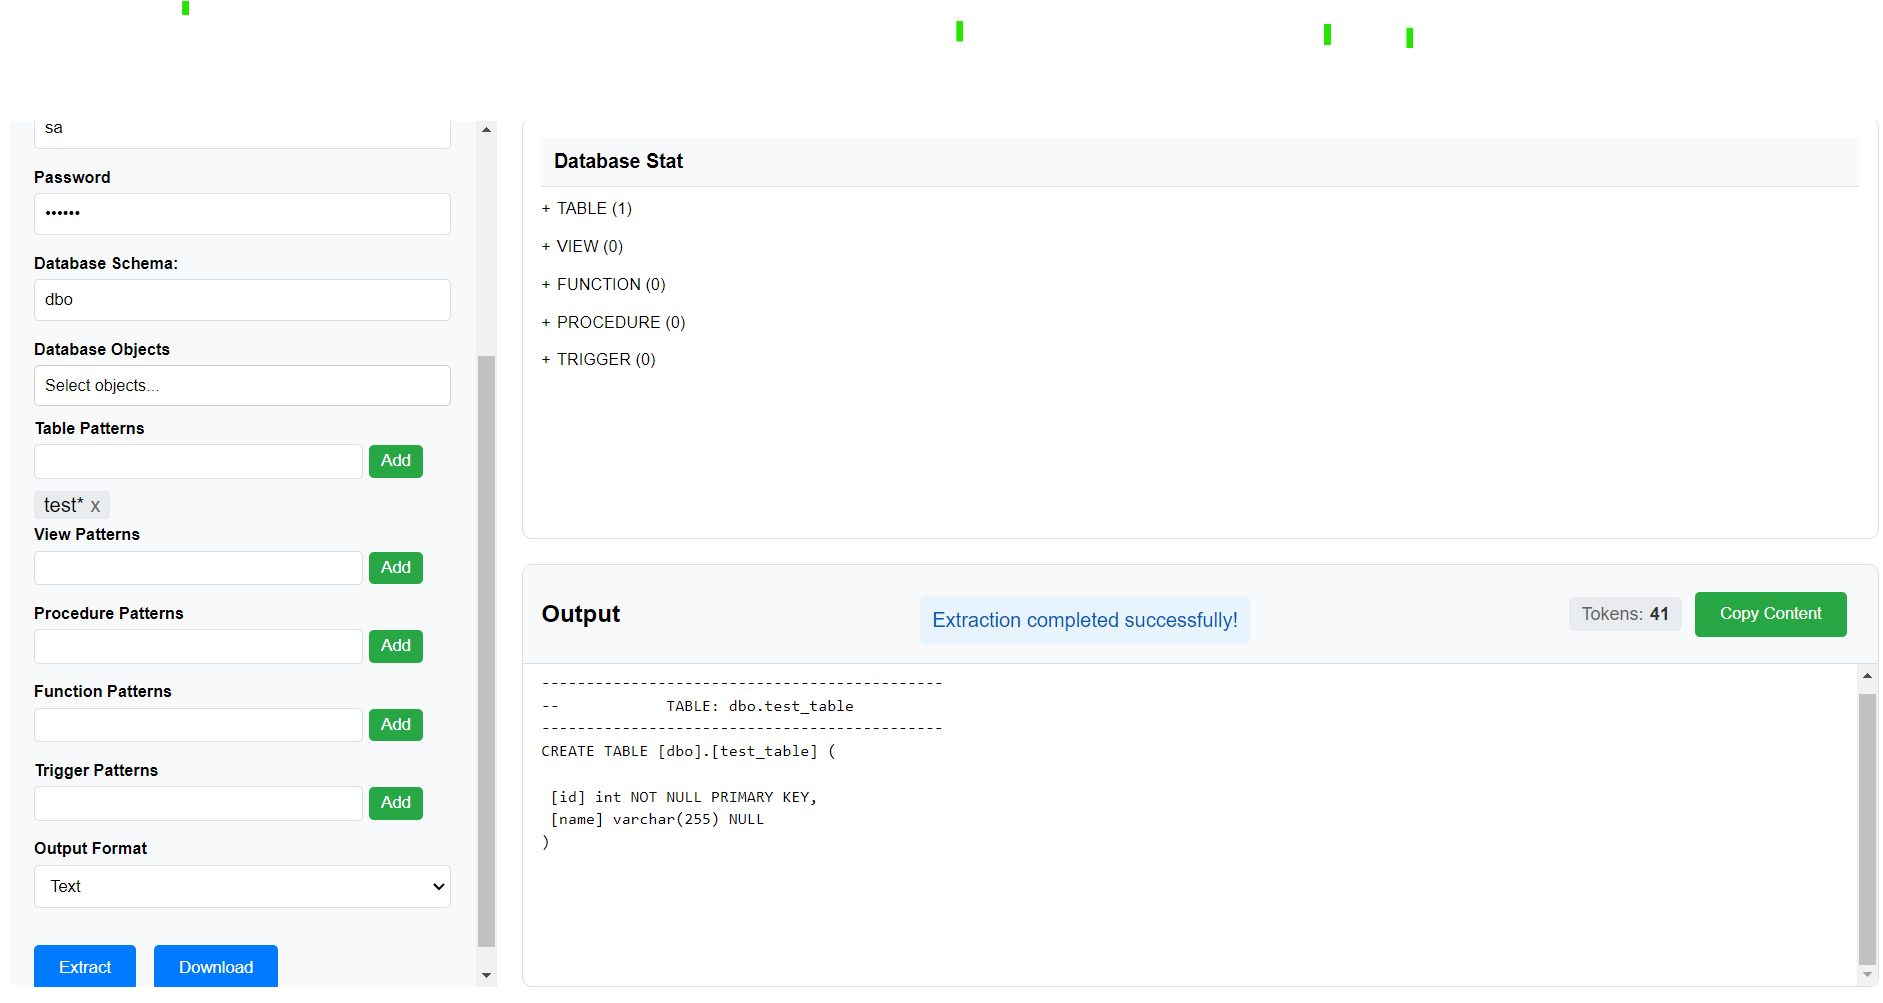 sa
Password
••••••
Database Schema:
dbo
Database Objects
Select objects...
Table Patterns
Add
test* x
View Patterns
Add
Procedure Patterns
Add
Function Patterns
Add
Trigger Patterns
Add
Output Format
Text
Extract Download
Database Stat
+ TABLE (1)
+ VIEW (0)
+ FUNCTION (0)
+ PROCEDURE (0)
+ TRIGGER (0)
Output Extraction completed successfully! Tokens: 41 Copy Content
---------------------------------------------
-- TABLE: dbo.test_table
---------------------------------------------
CREATE TABLE [dbo].[test_table] (
[id] int NOT NULL PRIMARY KEY,
[name] varchar(255) NULL
)